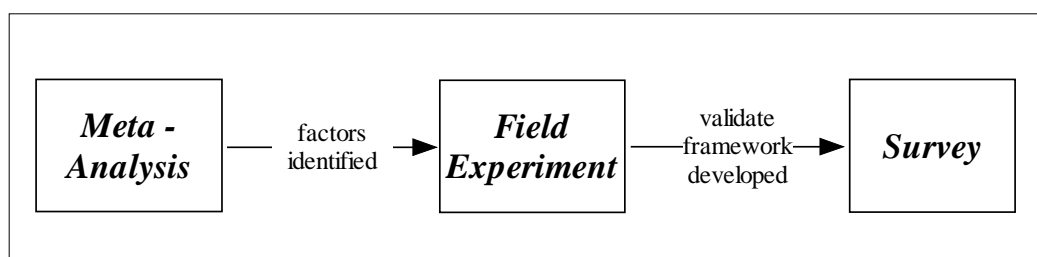 Meta -
Analysis
factors
identified
Field
Experiment
validate
framework
developed
Survey